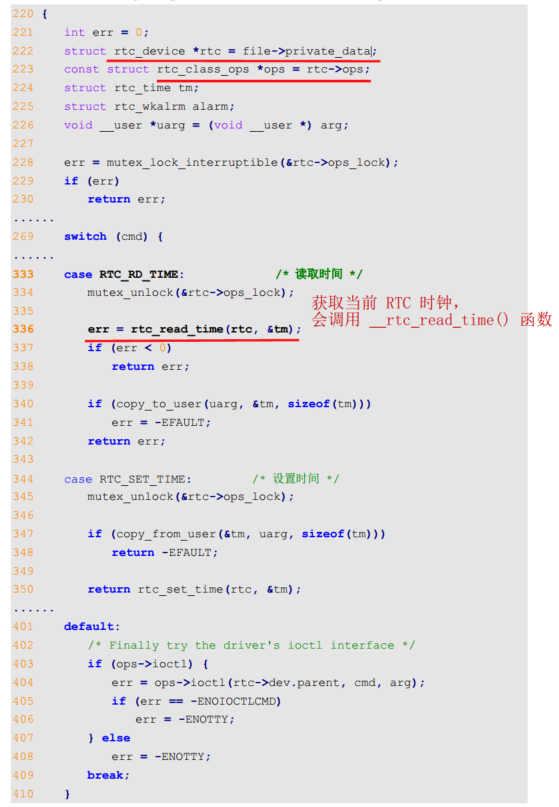 220 {
221 int err = 0;
222 struct rtc_device *rtc = file->private_data;
223 const struct rtc_class_ops *ops = rtc->ops;
224 struct rtc_time tm;
225 struct rtc_wkalrm alarm;
226 void __user *uarg = (void __user *) arg;
227
228 err = mutex_lock_interruptible(&rtc->ops_lock);
229 if (err)
230 return err;
......
269 switch (cmd) {
......
333 case RTC_RD_TIME: /* 读取时间 */
334 mutex_unlock(&rtc->ops_lock);
获取当前 RTC 时钟,
335
会调用 __rtc_read_time() 函数
336 err = rtc_read_time(rtc, &tm);
337 if (err < 0)
338 return err;
339
340 if (copy_to_user(uarg, &tm, sizeof(tm)))
341 err = -EFAULT;
342 return err;
343
344 case RTC_SET_TIME: /* 设置时间 */
345 mutex_unlock(&rtc->ops_lock);
346
347 if (copy_from_user(&tm, uarg, sizeof(tm)))
348 return -EFAULT;
349
350 return rtc_set_time(rtc, &tm);
......
401 default:
402 /* Finally try the driver's ioctl interface */
403 if (ops->ioctl) {
404 err = ops->ioctl(rtc->dev.parent, cmd, arg);
405 if (err == -ENOIOCTLCMD)
406 err = -ENOTTY;
407 } else
408 err = -ENOTTY;
409 break;
410 }